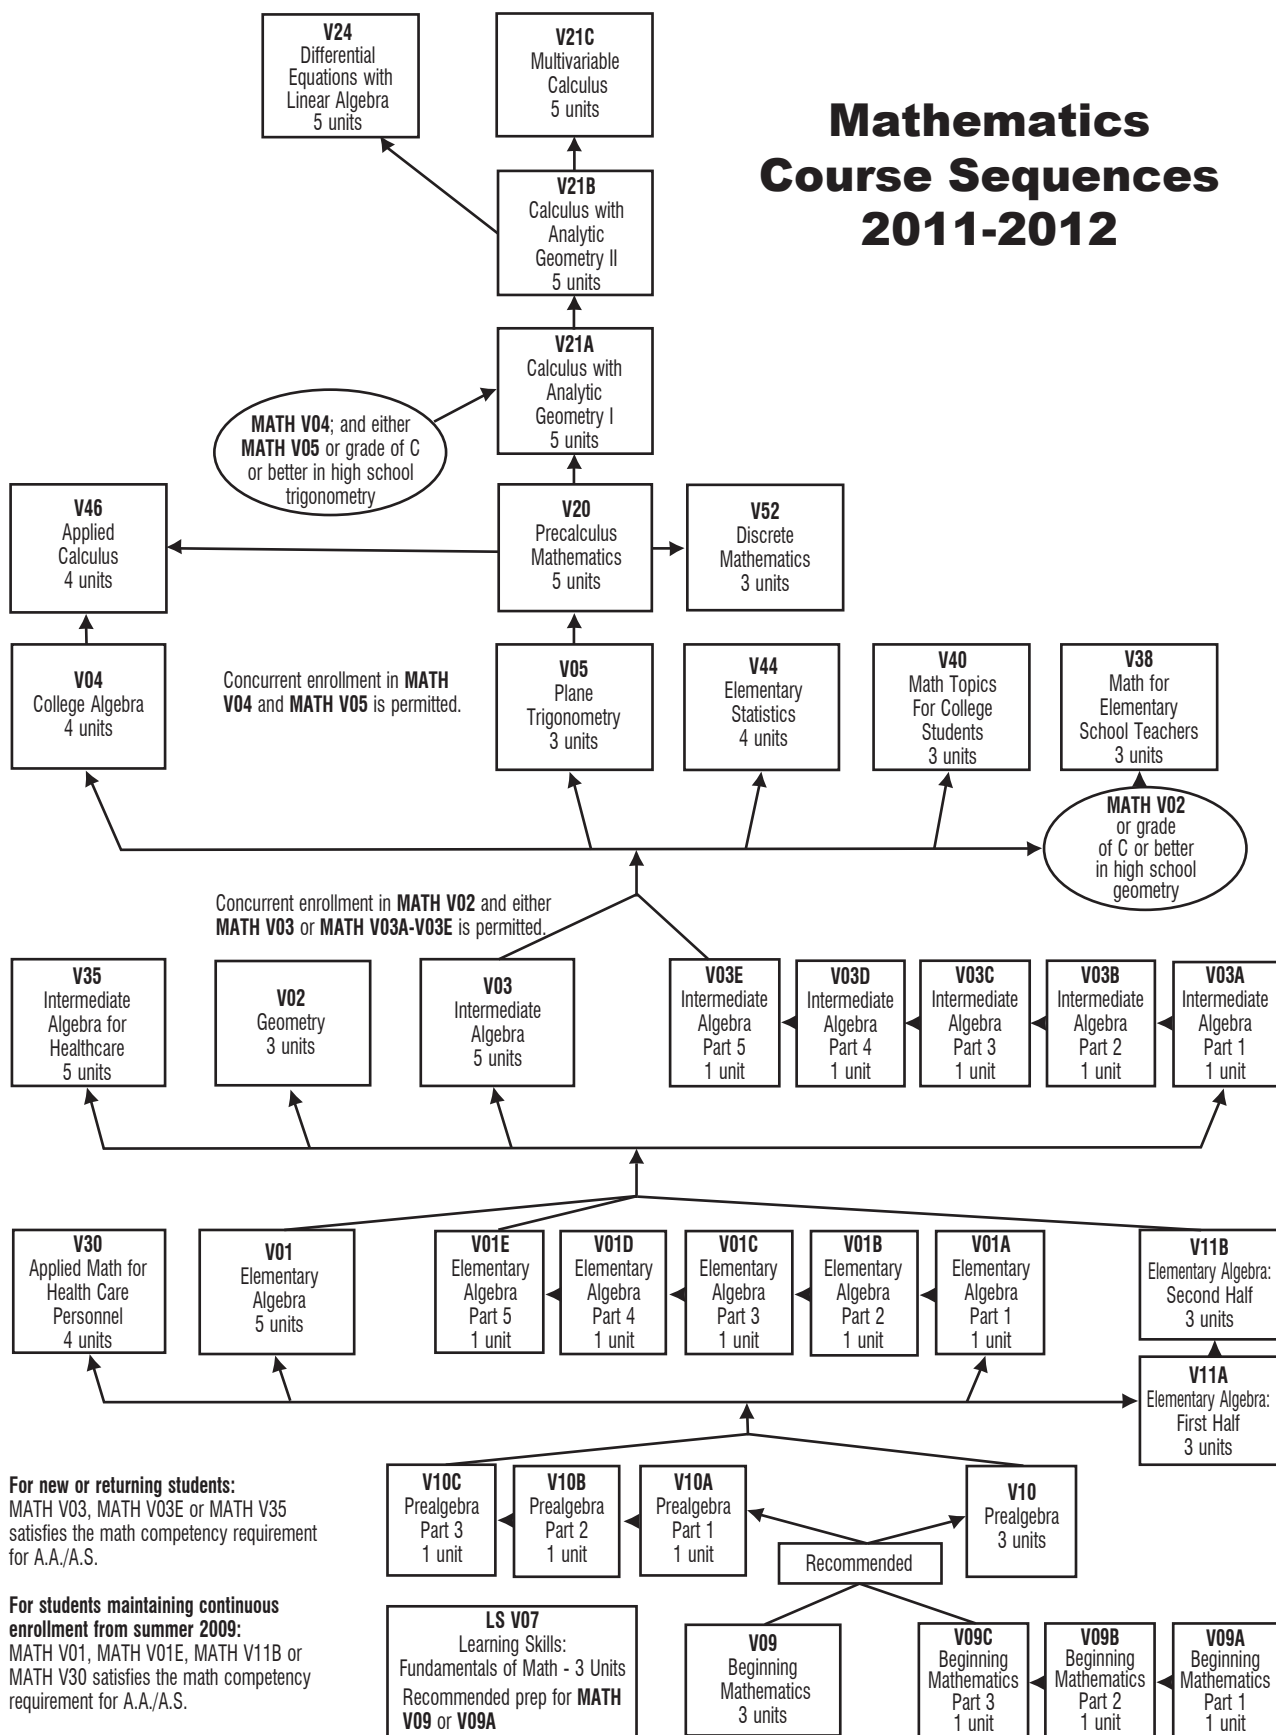 Mathematics
Course Sequences
2011-2012
V24
Differential
Equations with
Linear Algebra
5 units
V21C
Multivariable
Calculus
5 units
V21B
Calculus with
Analytic
Geometry II
5 units
V21A
Calculus with
Analytic
Geometry I
5 units
MATH V04; and either
MATH V05 or grade of C
or better in high school
trigonometry
V46
Applied
Calculus
4 units
V20
Precalculus
Mathematics
5 units
V52
Discrete
Mathematics
3 units
V04
College Algebra
4 units
Concurrent enrollment in MATH
V04 and MATH V05 is permitted.
V05
Plane
Trigonometry
3 units
V44
Elementary
Statistics
4 units
V40
Math Topics
For College
Students
3 units
V38
Math for
Elementary
School Teachers
3 units
MATH V02
or grade
of C or better
in high school
geometry
Concurrent enrollment in MATH V02 and either
MATH V03 or MATH V03A-V03E is permitted.
V35
Intermediate
Algebra for
Healthcare
5 units
V02
Geometry
3 units
V03
Intermediate
Algebra
5 units
V03E
Intermediate
Algebra
Part 5
1 unit
V03D
Intermediate
Algebra
Part 4
1 unit
V03C
Intermediate
Algebra
Part 3
1 unit
V03B
Intermediate
Algebra
Part 2
1 unit
V03A
Intermediate
Algebra
Part 1
1 unit
V30
Applied Math for
Health Care
Personnel
4 units
V01
Elementary
Algebra
5 units
V01E
Elementary
Algebra
Part 5
1 unit
V01D
Elementary
Algebra
Part 4
1 unit
V01C
Elementary
Algebra
Part 3
1 unit
V01B
Elementary
Algebra
Part 2
1 unit
V01A
Elementary
Algebra
Part 1
1 unit
V11B
Elementary Algebra:
Second Half
3 units
V11A
Elementary Algebra:
First Half
3 units
For new or returning students:
MATH V03, MATH V03E or MATH V35
satisfies the math competency requirement
for A.A./A.S.
For students maintaining continuous
enrollment from summer 2009:
MATH V01, MATH V01E, MATH V11B or
MATH V30 satisfies the math competency
requirement for A.A./A.S.
V10C
Prealgebra
Part 3
1 unit
V10B
Prealgebra
Part 2
1 unit
V10A
Prealgebra
Part 1
1 unit
V10
Prealgebra
3 units
Recommended
LS V07
Learning Skills:
Fundamentals of Math - 3 Units
Recommended prep for MATH
V09 or V09A
V09
Beginning
Mathematics
3 units
V09C
Beginning
Mathematics
Part 3
1 unit
V09B
Beginning
Mathematics
Part 2
1 unit
V09A
Beginning
Mathematics
Part 1
1 unit